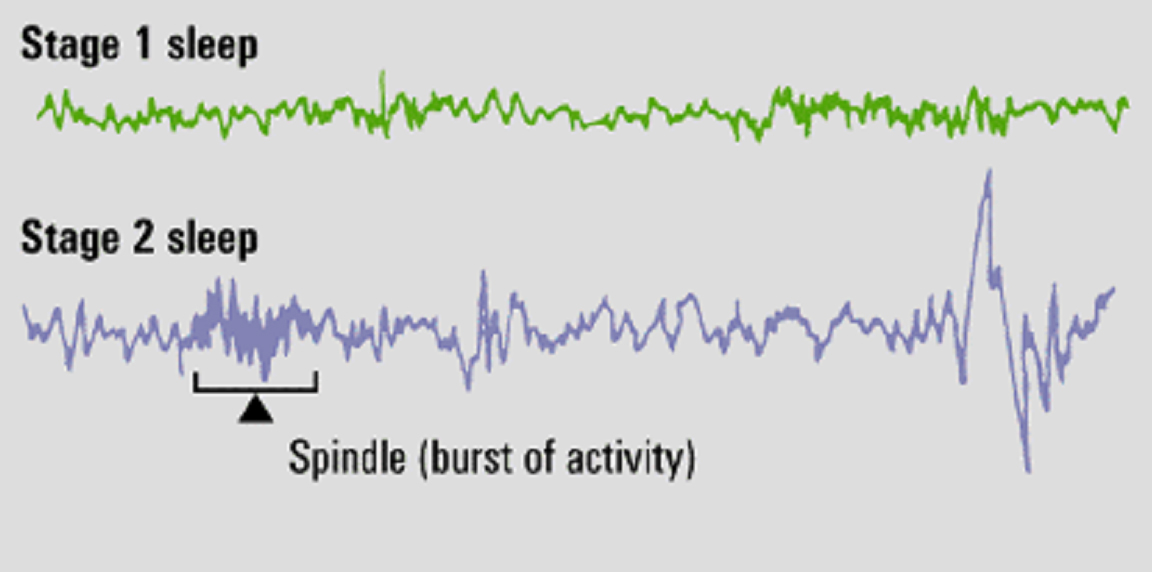 Stage 1 sleep
Stage 2 sleep
Spindle (burst of activity)